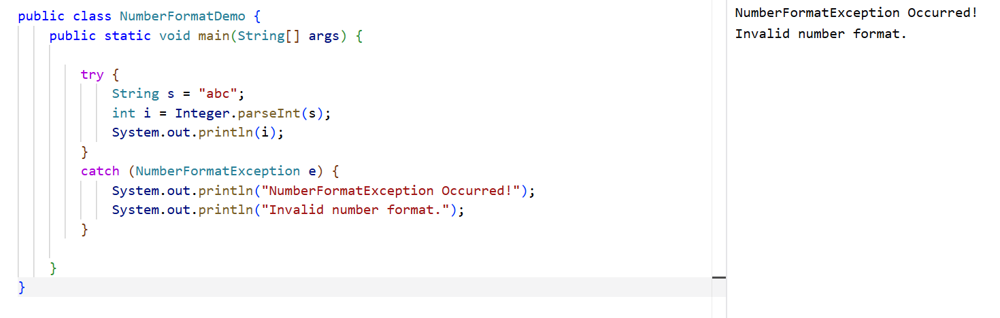 public class NumberFormatDemo {
    public static void main(String[] args) {

        try {
            String s = "abc";
            int i = Integer.parseInt(s);
            System.out.println(i);
        }
        catch (NumberFormatException e) {
            System.out.println("NumberFormatException Occurred!");
            System.out.println("Invalid number format.");
        }

    }
}
NumberFormatException Occurred!
Invalid number format.